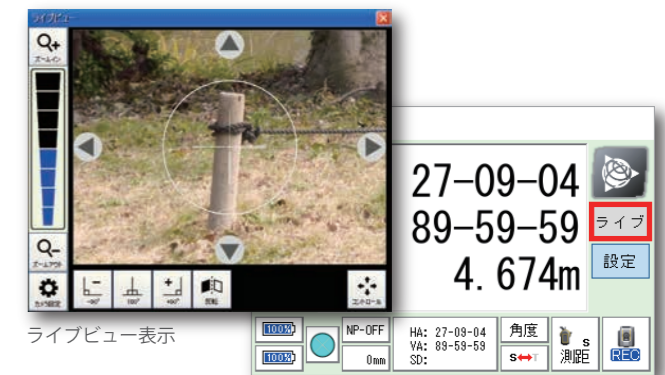 ライブビュー
ズームイン
ズームアウト
カメラ設定
-90°
180°
+90°
反転
コントロール
ライブビュー表示
27-09-04
89-59-59
4.674m
ライブ
設定
100%
100%
NP-OFF
0mm
HA: 27-09-04
VA: 89-59-59
SD:
角度
S↔T
S
測距
REC